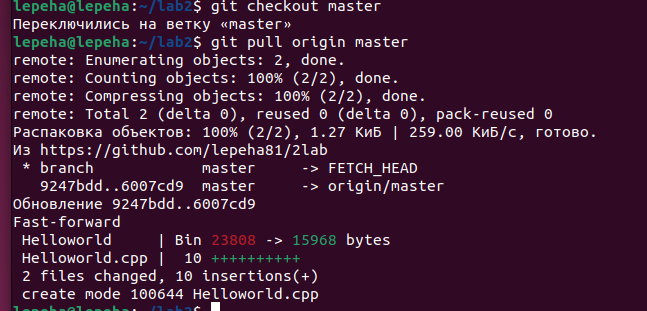 lepeha@lepeha:~/lab2$ git checkout master
Переключились на ветку «master»
lepeha@lepeha:~/lab2$ git pull origin master
remote: Enumerating objects: 2, done.
remote: Counting objects: 100% (2/2), done.
remote: Compressing objects: 100% (2/2), done.
remote: Total 2 (delta 0), reused 0 (delta 0), pack-reused 0
Распаковка объектов: 100% (2/2), 1.27 КиБ | 259.00 КиБ/с, готово.
Из https://github.com/lepeha81/2lab
 * branch            master     -> FETCH_HEAD
   9247bdd..6007cd9  master     -> origin/master
Обновление 9247bdd..6007cd9
Fast-forward
 Helloworld     | Bin 23808 -> 15968 bytes
 Helloworld.cpp |  10 ++++++++++
 2 files changed, 10 insertions(+)
 create mode 100644 Helloworld.cpp
lepeha@lepeha:~/lab2$